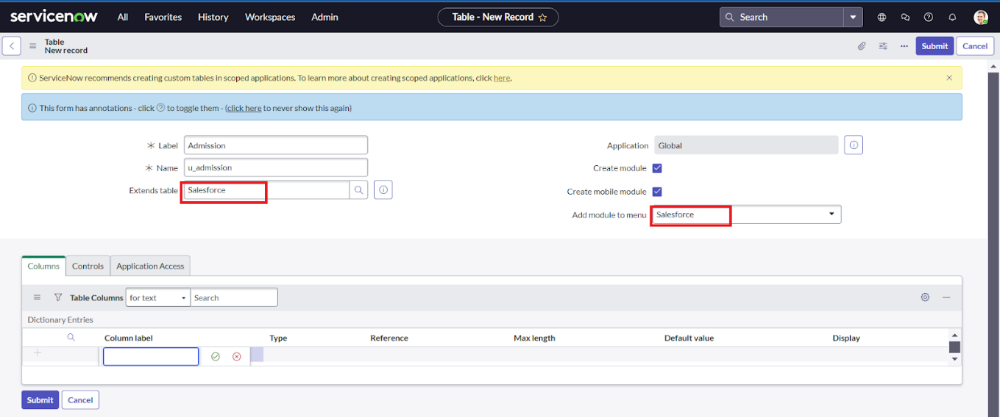 servicenow All Favorites History Workspaces Admin Table - New Record Search
Table
New record
Submit Cancel
ServiceNow recommends creating custom tables in scoped applications. To learn more about creating scoped applications, click here.
This form has annotations - click ? to toggle them - (click here to never show this again)
Label Admission
Application Global
Name u_admission
Create module
Extends table Salesforce
Create mobile module
Add module to menu Salesforce
Columns Controls Application Access
Table Columns for text Search
Dictionary Entries
Column label Type Reference Max length Default value Display
Submit Cancel